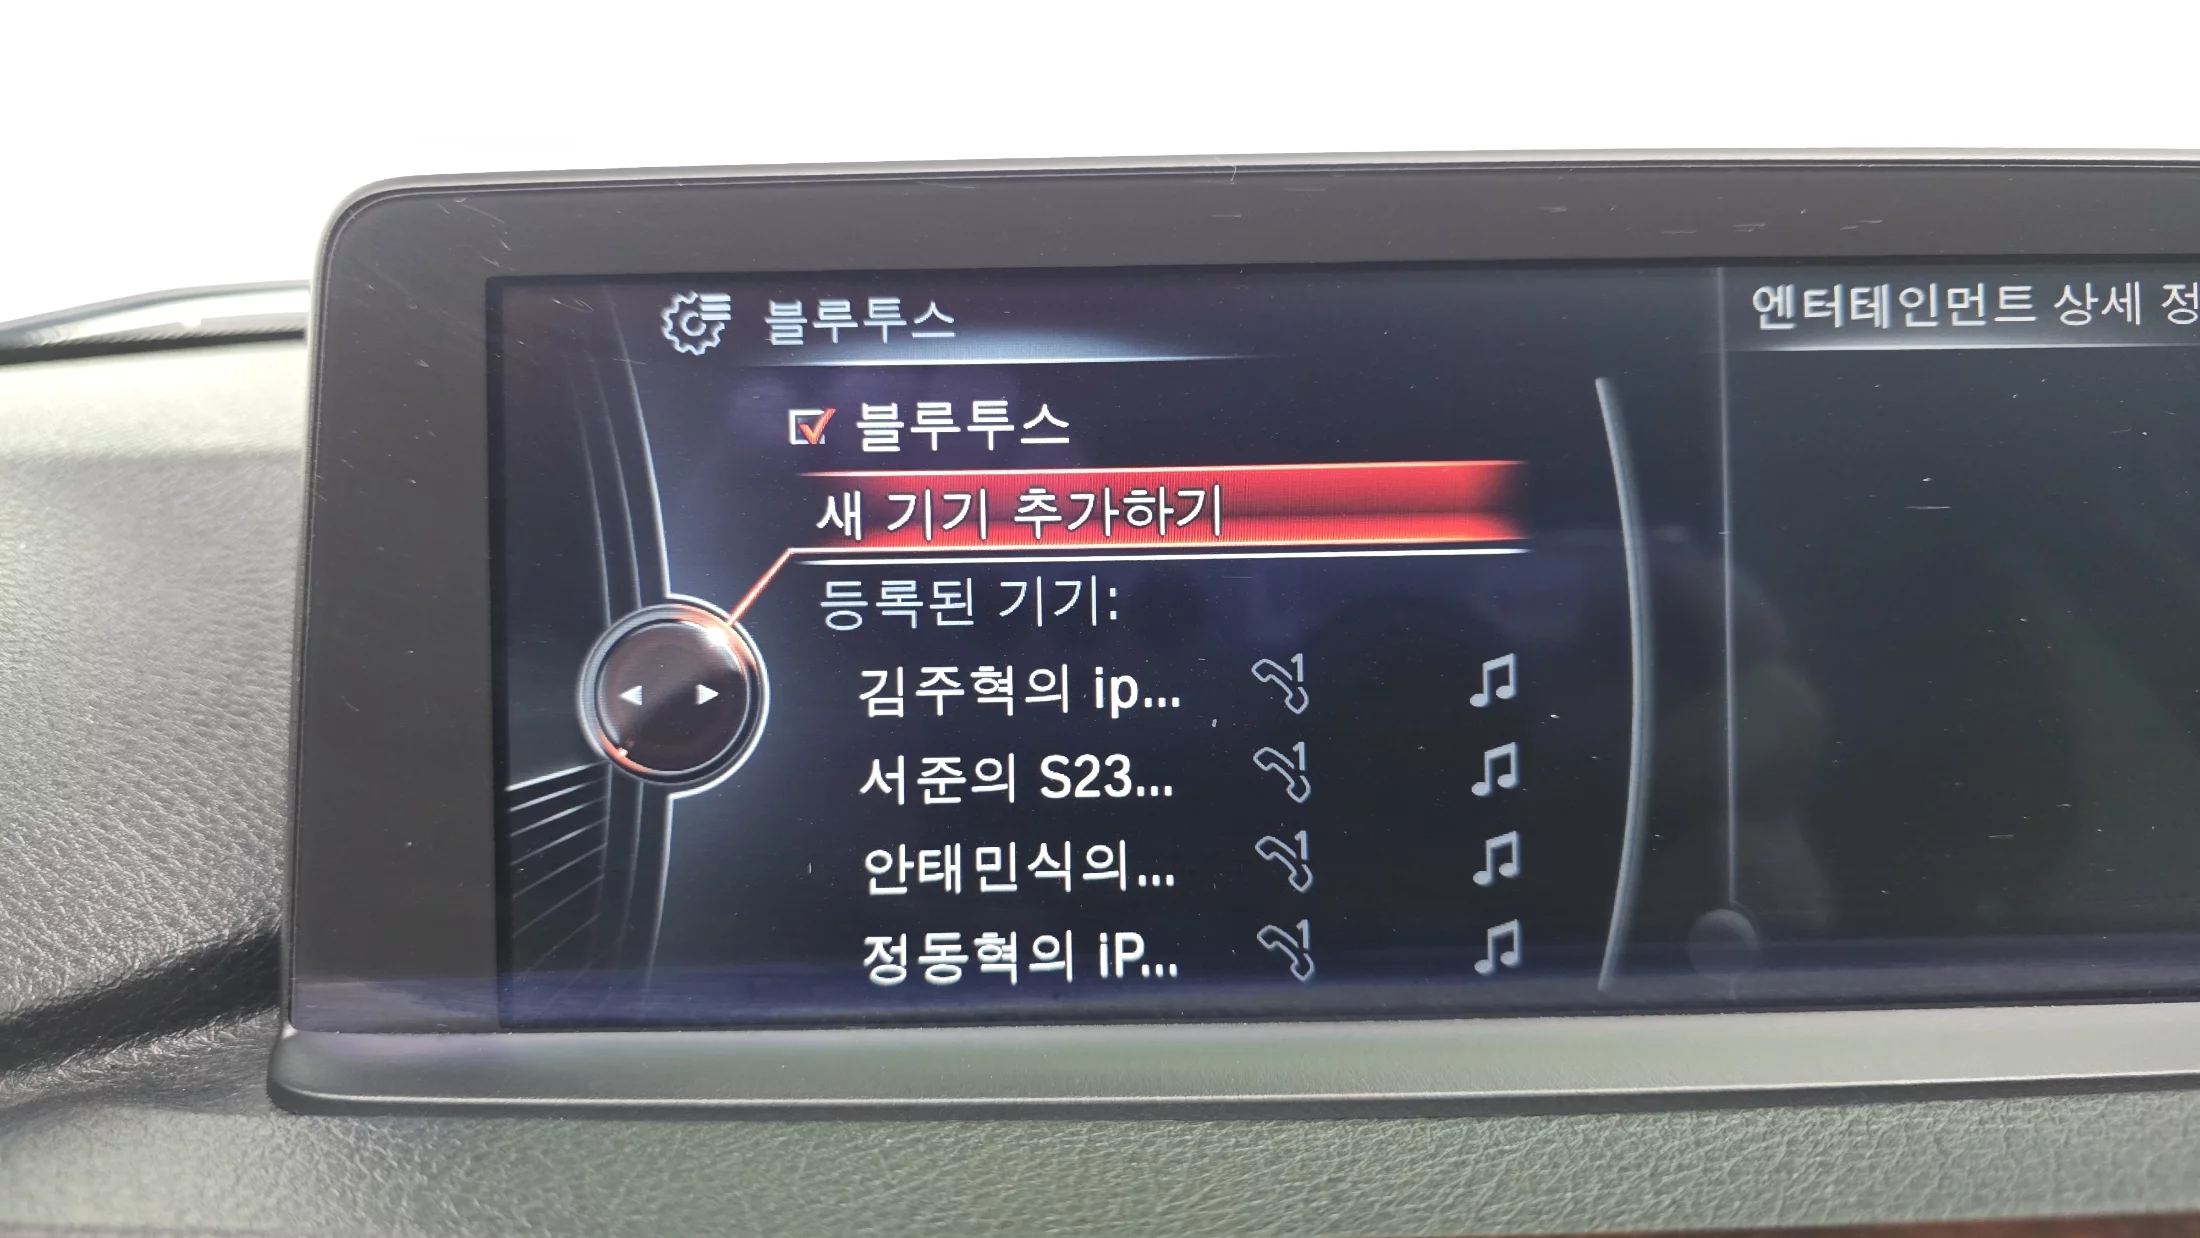 블루투스
블루투스
새 기기 추가하기
등록된 기기:
김주혁의 ip...
서준의 S23...
안태민식의...
정동혁의 iP...
엔터테인먼트 상세 정